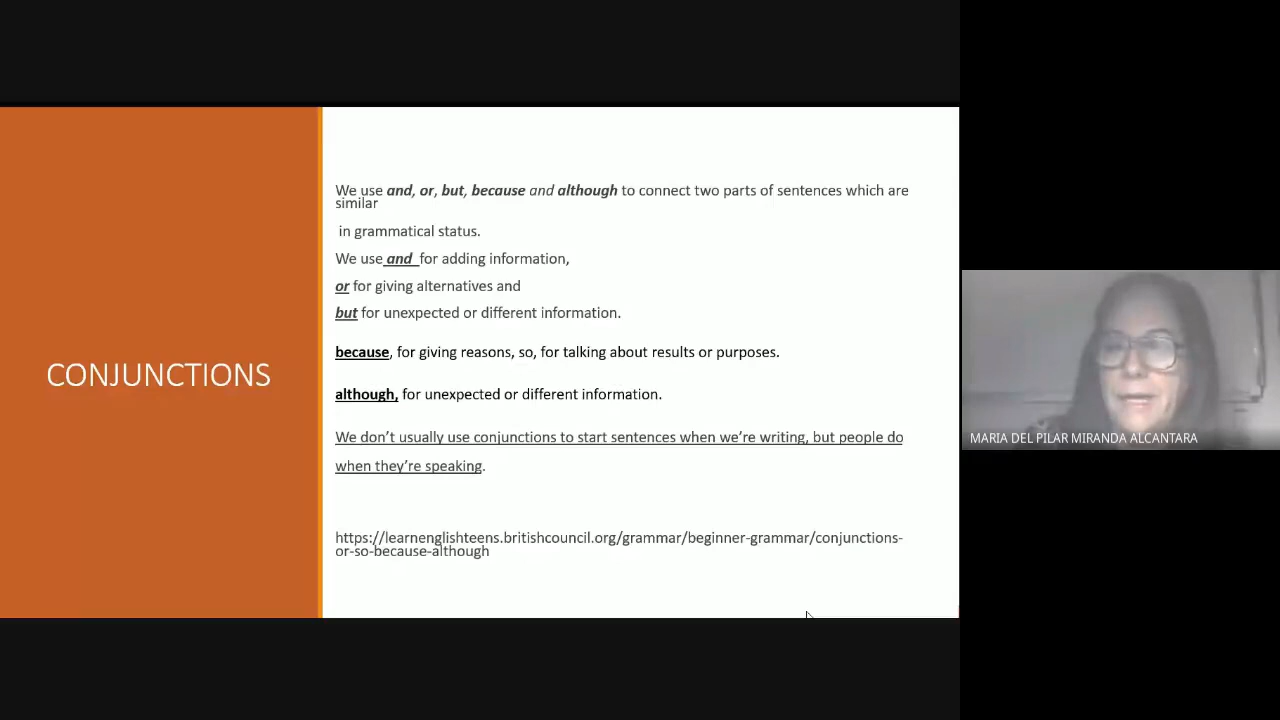 CONJUNCTIONS
We use and, or, but, because and although to connect two parts of sentences which are
similar
in grammatical status.
We use and for adding information,
or for giving alternatives and
but for unexpected or different information.
because, for giving reasons, so, for talking about results or purposes.
although, for unexpected or different information.
We don’t usually use conjunctions to start sentences when we’re writing, but people do
when they’re speaking.
https://learnenglishteens.britishcouncil.org/grammar/beginner-grammar/conjunctions-
or-so-because-although
MARIA DEL PILAR MIRANDA ALCANTARA